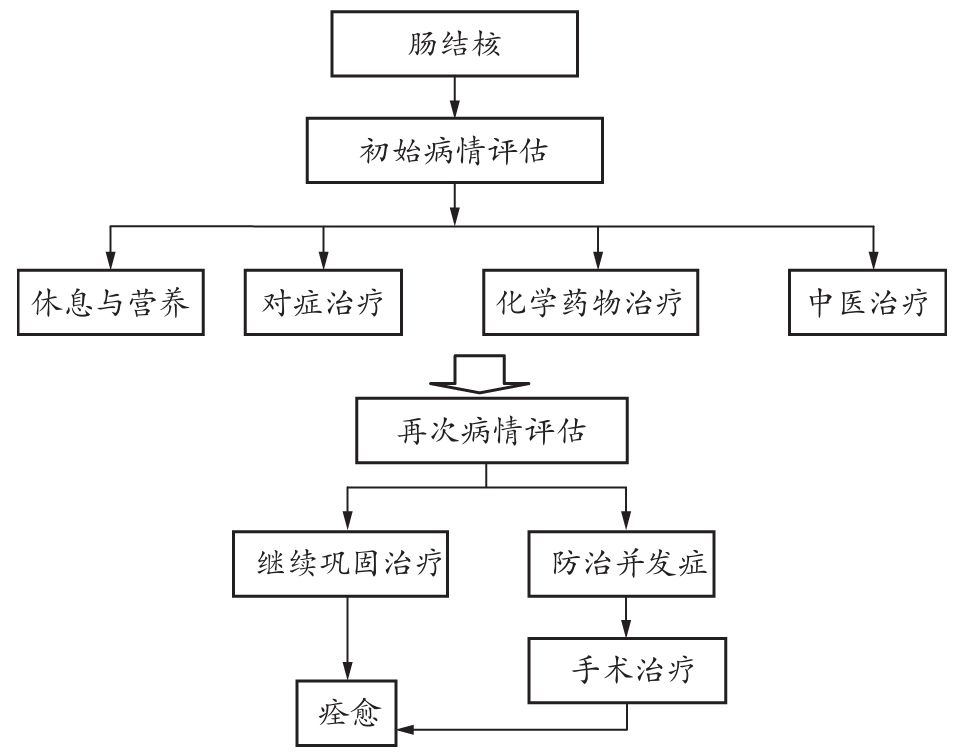 肠结核
初始病情评估
休息与营养
对症治疗
化学药物治疗
中医治疗
再次病情评估
继续巩固治疗
防治并发症
手术治疗
痊愈